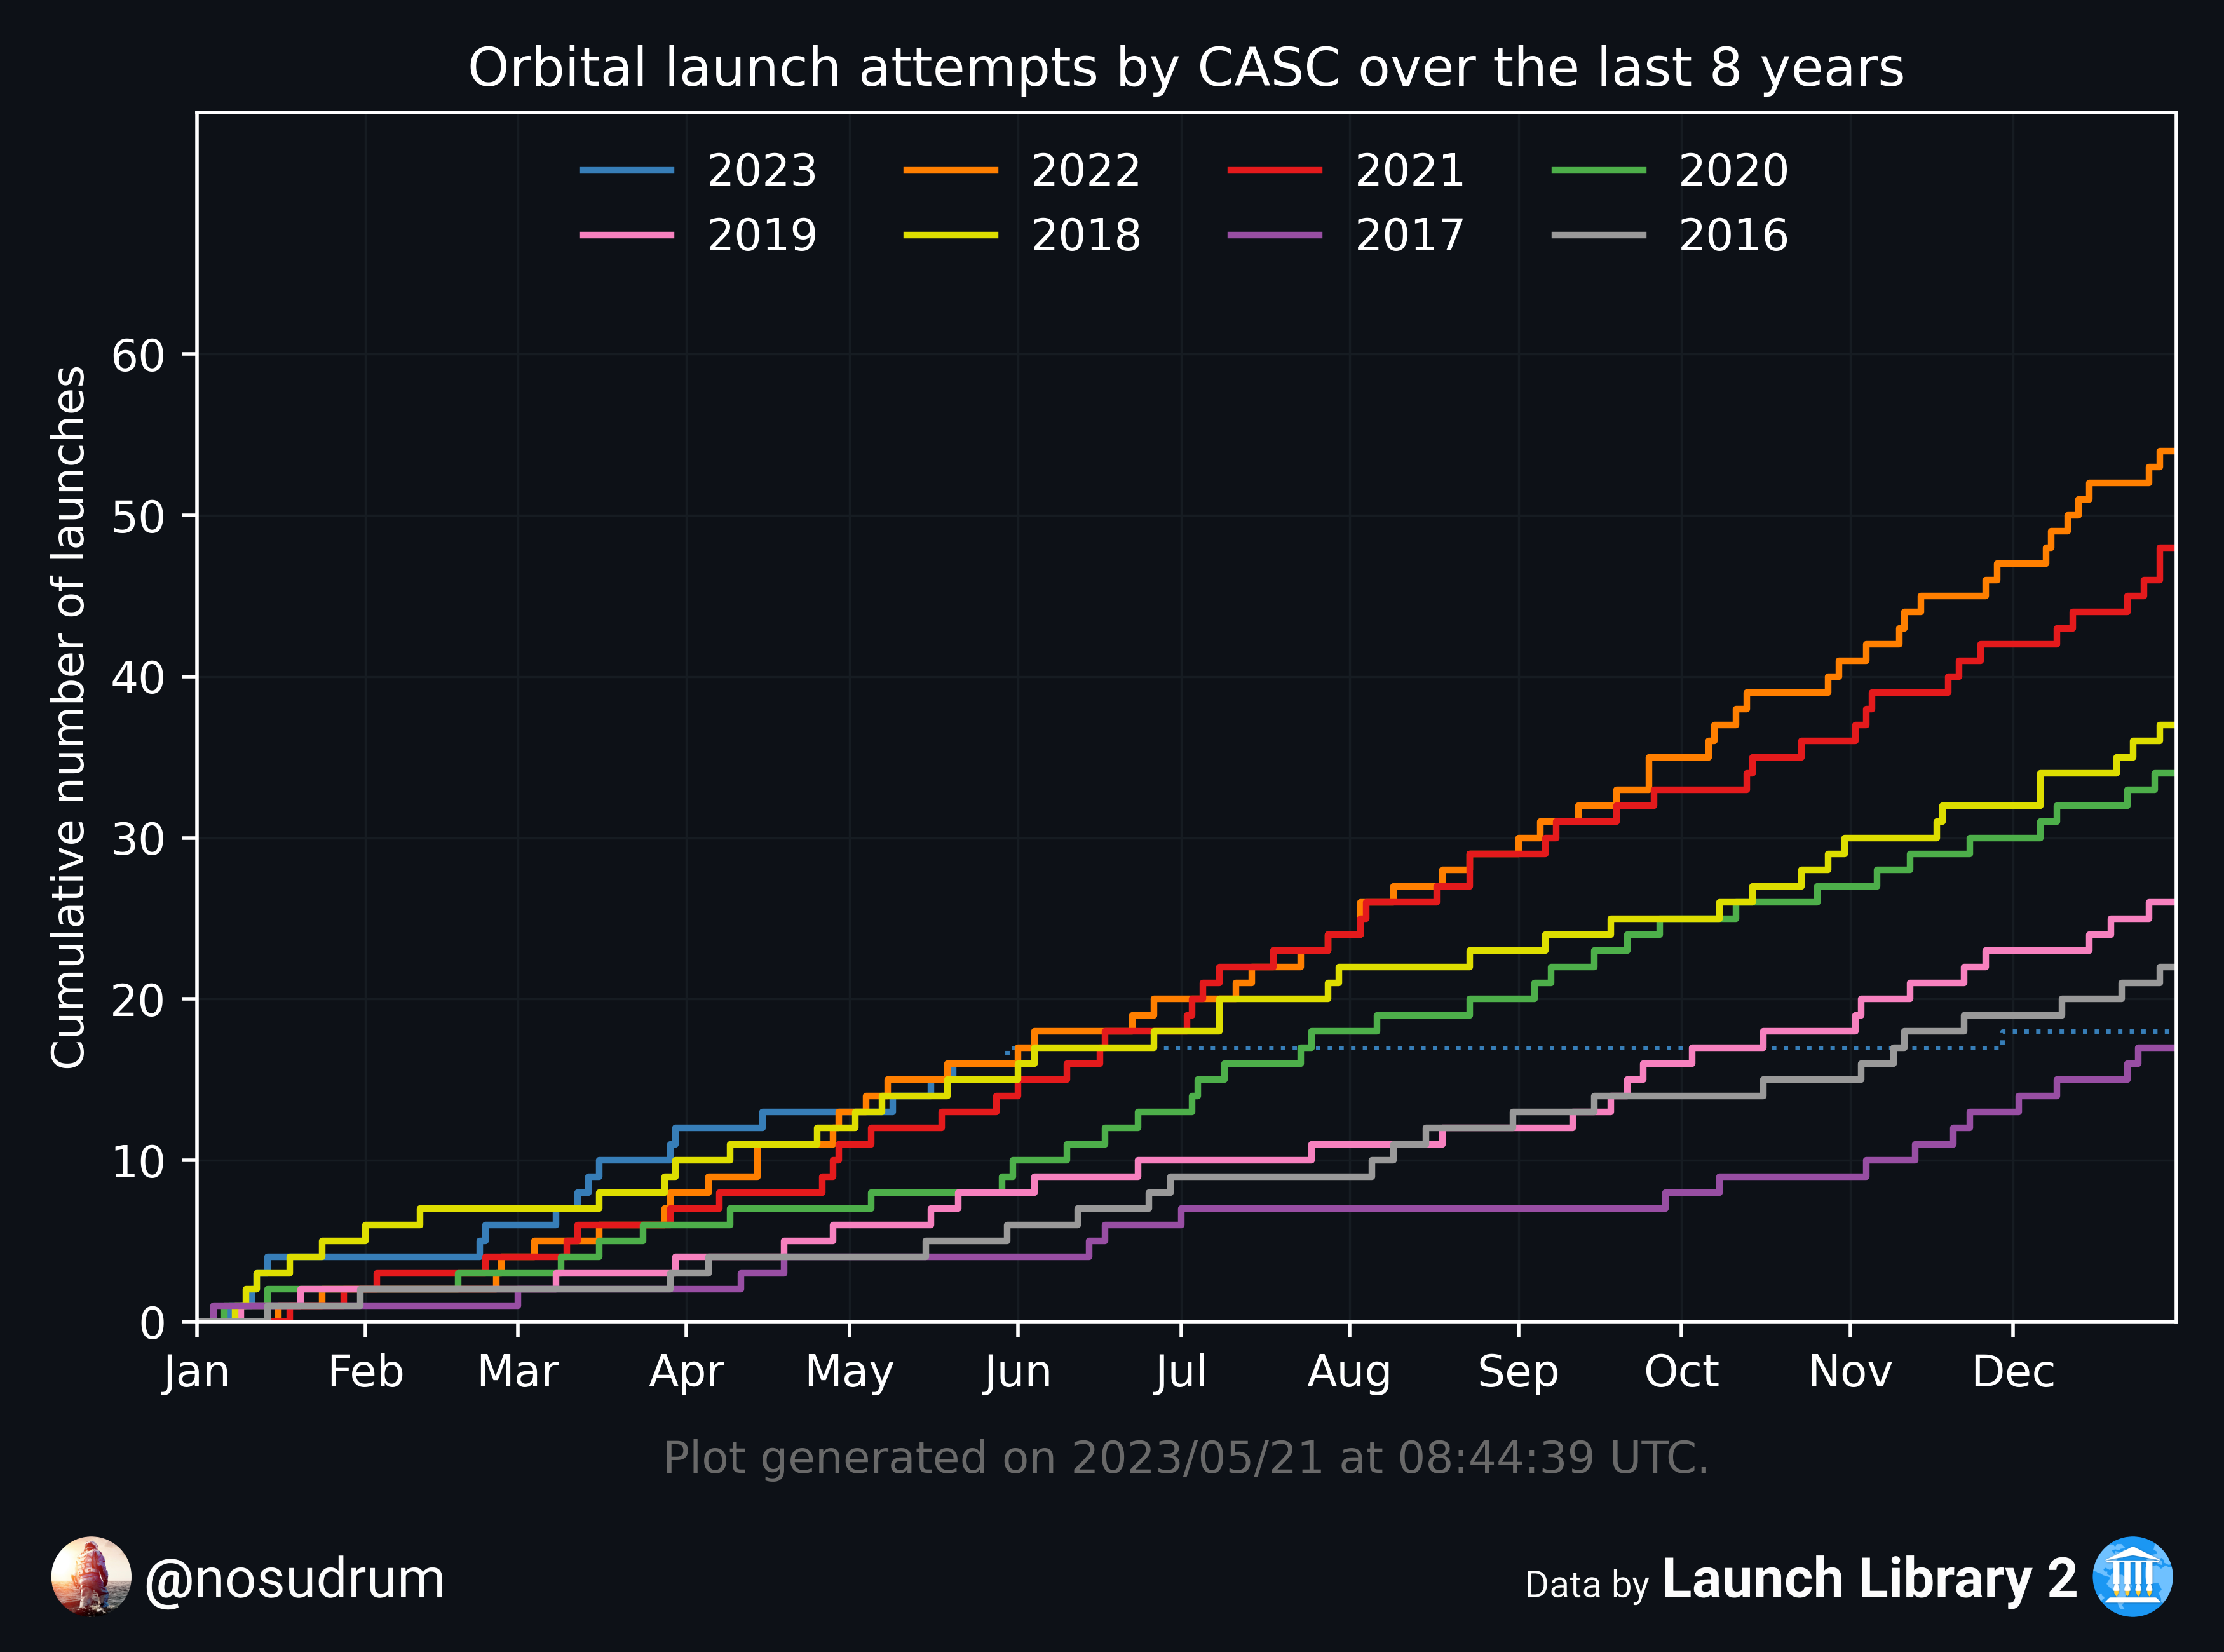 Orbital launch attempts by CASC over the last 8 years
2023 2022 2021 2020
2019 2018 2017 2016
Cumulative number of launches
60
50
40
30
20
10
0
Jan Feb Mar Apr May Jun Jul Aug Sep Oct Nov Dec
Plot generated on 2023/05/21 at 08:44:39 UTC.
@nosudrum
Data by Launch Library 2